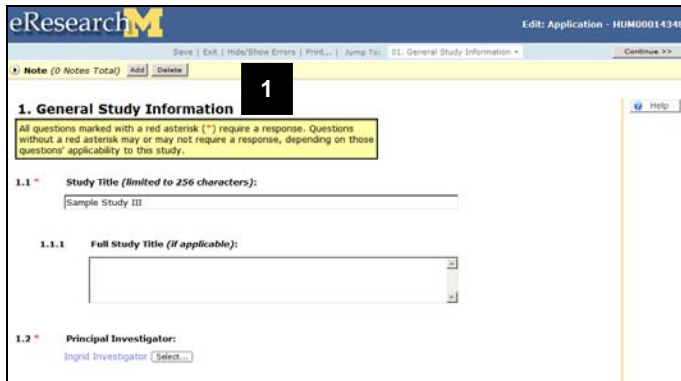 eResearch M
Edit: Application - HUM00014348
Save | Exit | Hide/Show Errors | Print... | Jump To: 01. General Study Information
Continue >>
Note (0 Notes Total) Add Delete
1
1. General Study Information
Help
All questions marked with a red asterisk (*) require a response. Questions
without a red asterisk may or may not require a response, depending on those
questions' applicability to this study.
1.1 * Study Title (limited to 256 characters):
Sample Study III
1.1.1 Full Study Title (if applicable):
1.2 * Principal Investigator:
Ingrid Investigator Select...